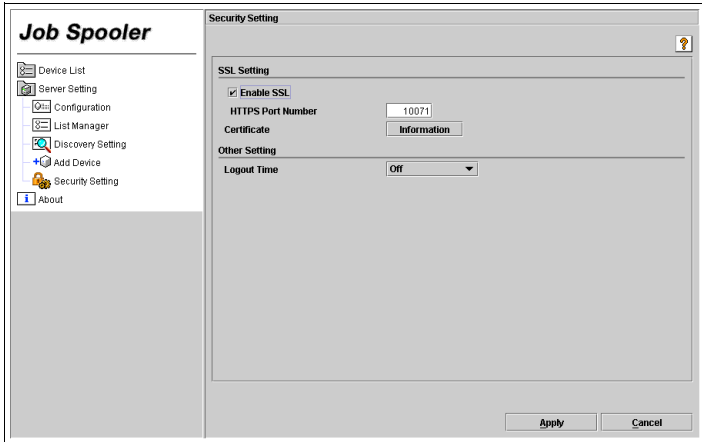 Job Spooler
Device List
Server Setting
Configuration
List Manager
Discovery Setting
Add Device
Security Setting
About
Security Setting
SSL Setting
Enable SSL
HTTPS Port Number 10071
Certificate Information
Other Setting
Logout Time Off
Apply Cancel